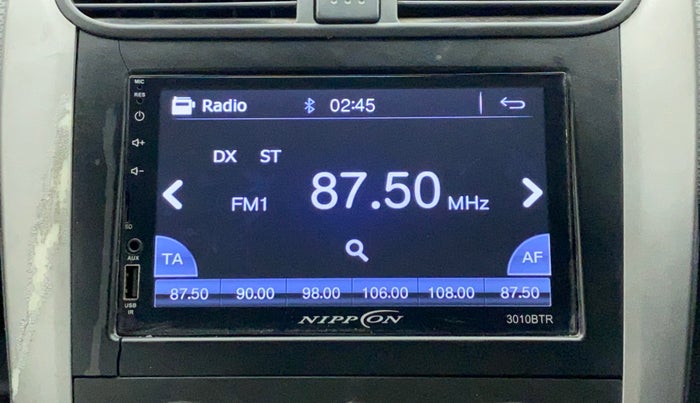 MIC
RES
Radio 02:45
DX ST
FM1 87.50 MHz
SD
AUX
TA AF
USB
IR
87.50 90.00 98.00 106.00 108.00 87.50
NIPPON 3010BTR